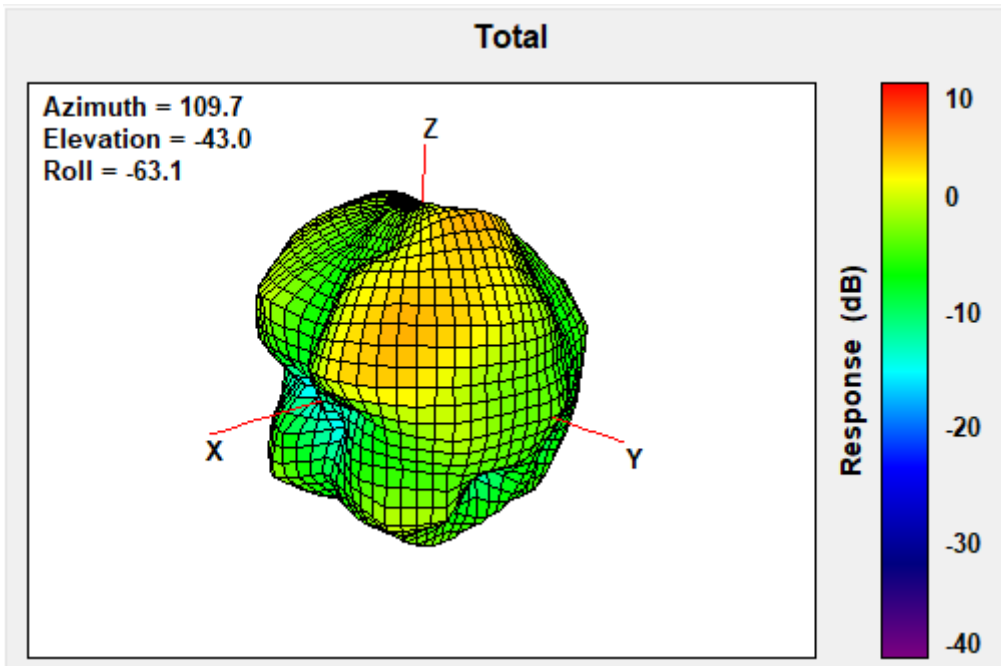 Total
Azimuth = 109.7
Elevation = -43.0
Roll = -63.1
Z
X
Y
Response (dB)
10
0
-10
-20
-30
-40